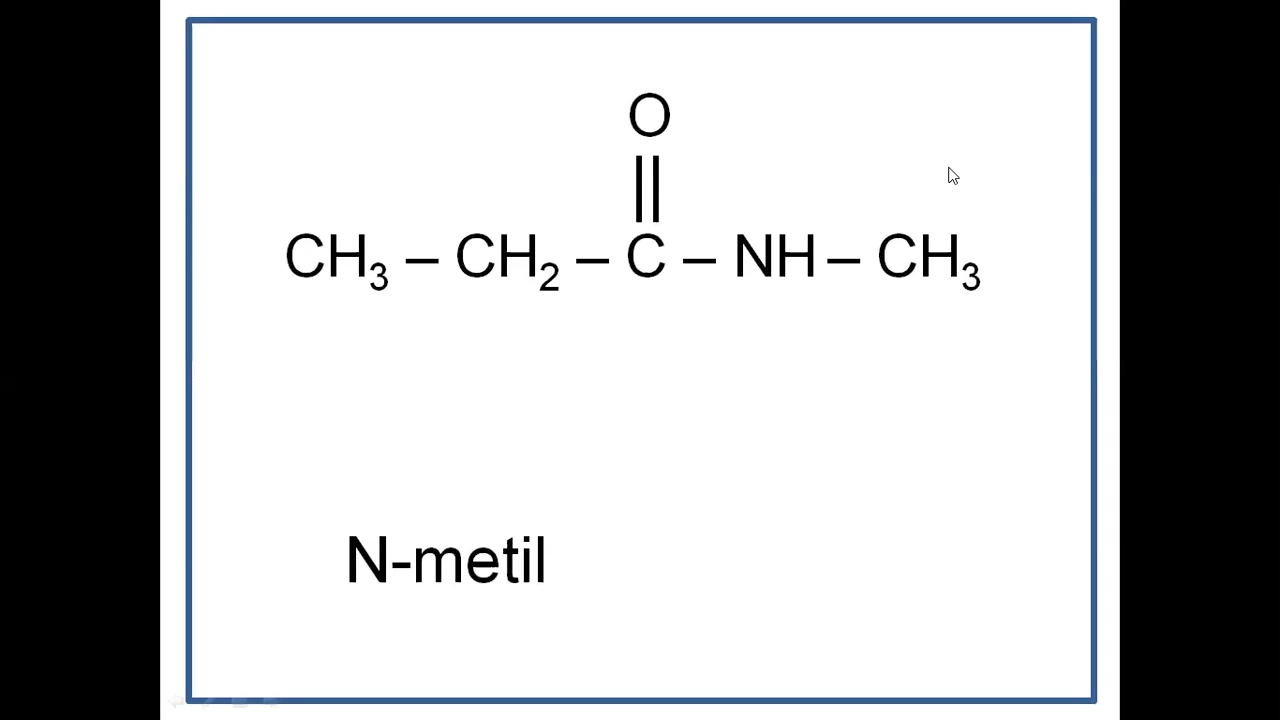 O
||
CH₃ – CH₂ – C – NH – CH₃
N-metil